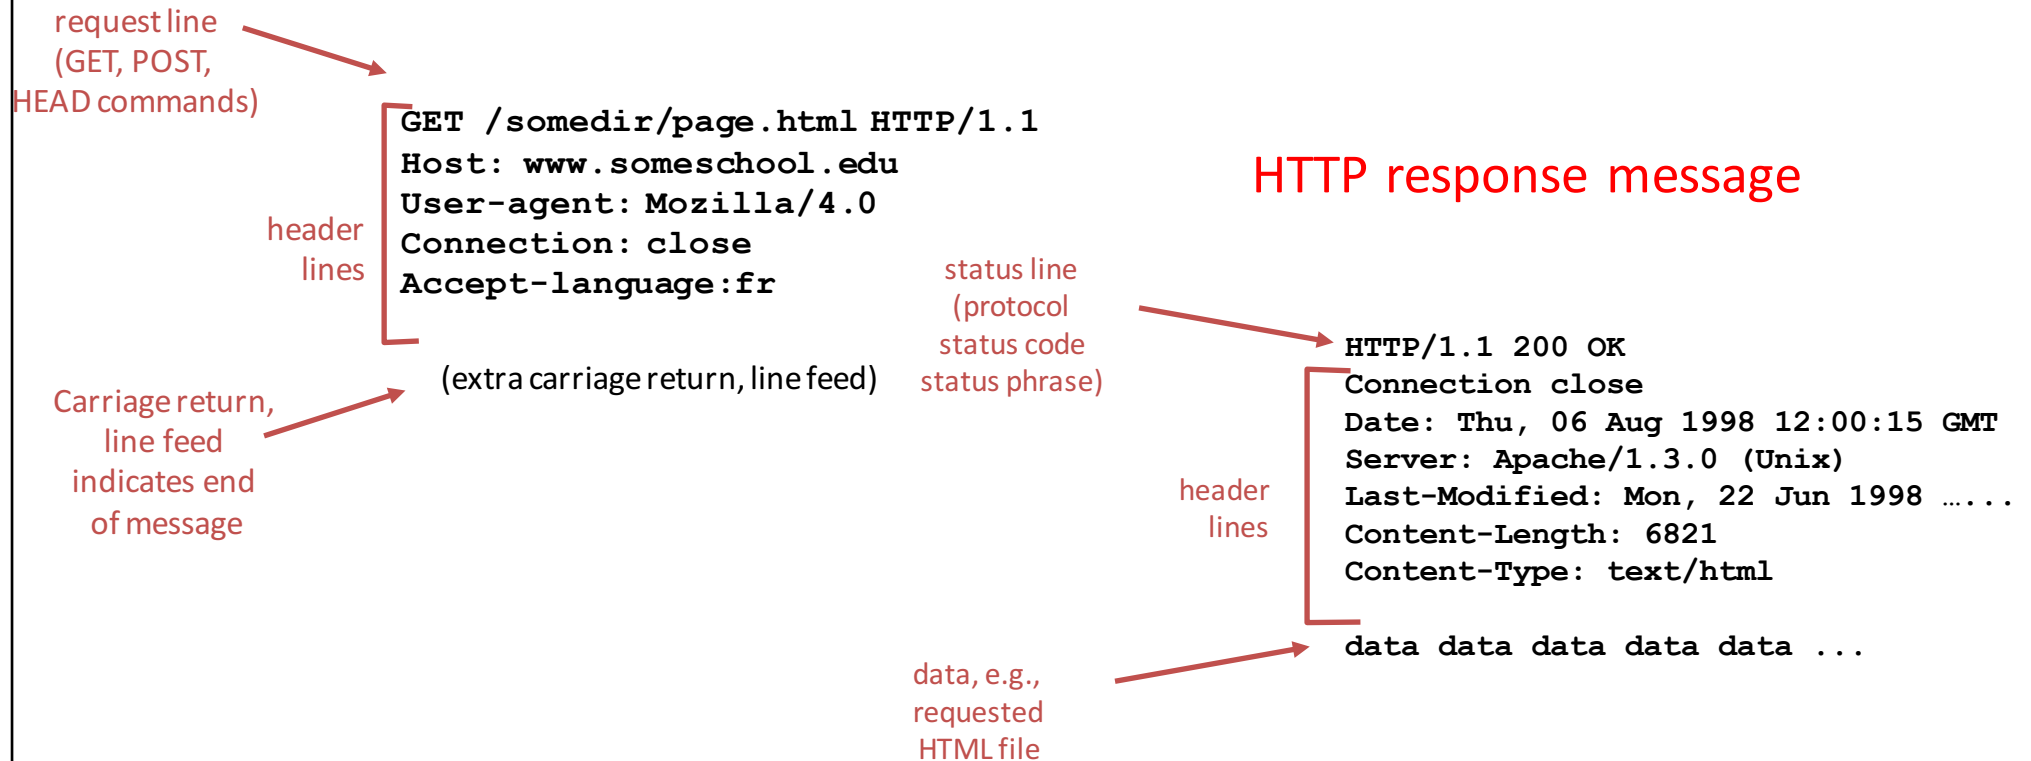 request line
(GET, POST,
HEAD commands)
GET /somedir/page.html HTTP/1.1
Host: www.someschool.edu
User-agent: Mozilla/4.0
Connection: close
Accept-language:fr
header
lines
(extra carriage return, line feed)
Carriage return,
line feed
indicates end
of message
HTTP response message
status line
(protocol
status code
status phrase)
HTTP/1.1 200 OK
Connection close
Date: Thu, 06 Aug 1998 12:00:15 GMT
Server: Apache/1.3.0 (Unix)
Last-Modified: Mon, 22 Jun 1998 …...
Content-Length: 6821
Content-Type: text/html
header
lines
data data data data data ...
data, e.g.,
requested
HTML file